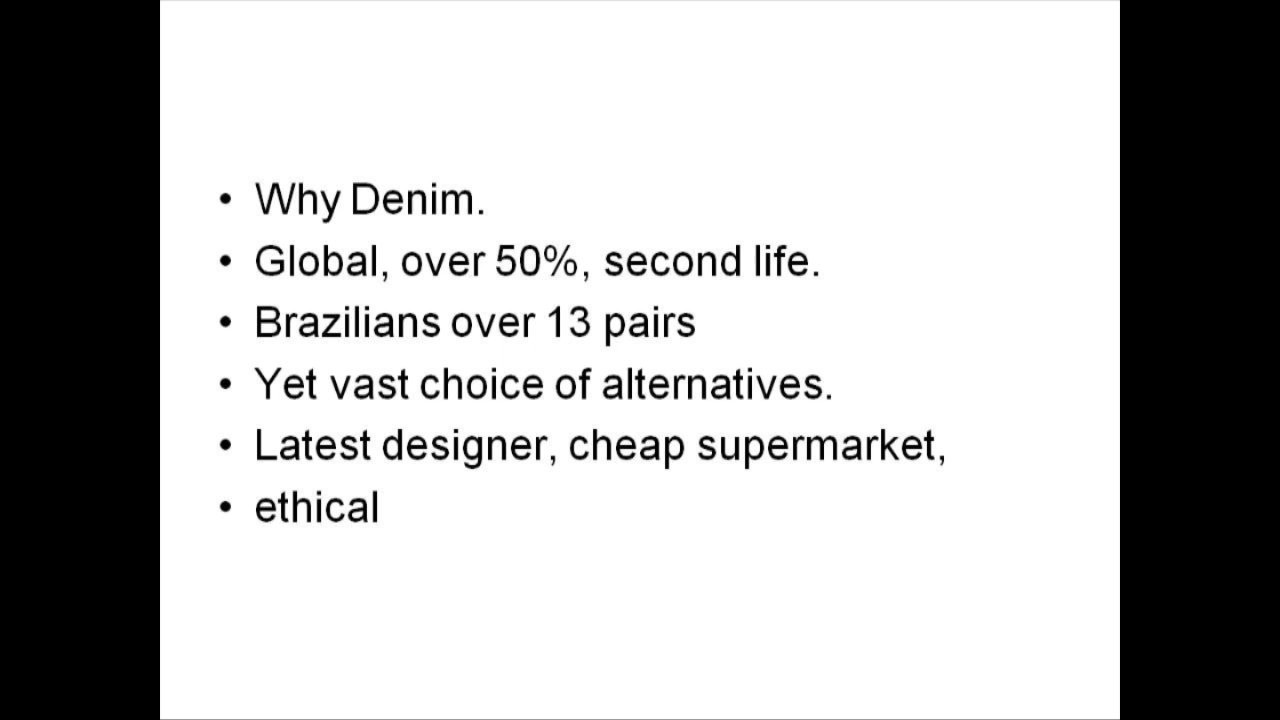 • Why Denim.
• Global, over 50%, second life.
• Brazilians over 13 pairs
• Yet vast choice of alternatives.
• Latest designer, cheap supermarket,
• ethical